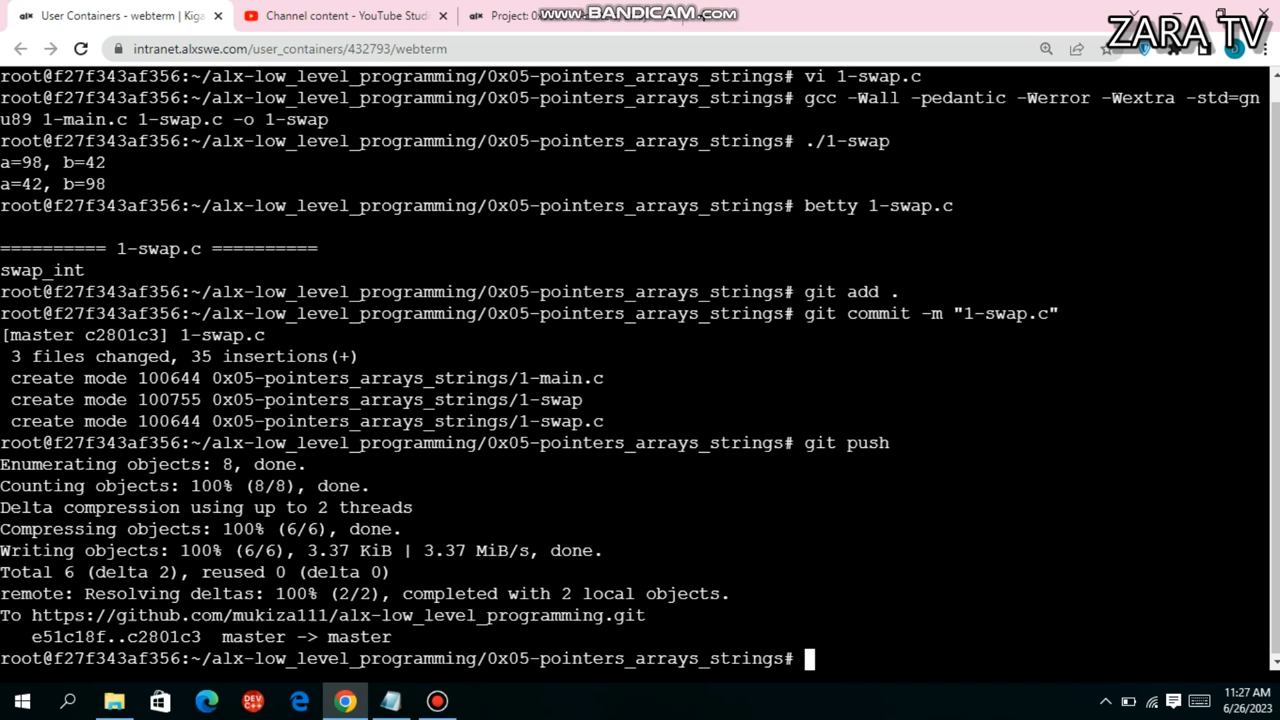 User Containers - webterm | Kiga
Channel content - YouTube Studi
Project: 0
www.BANDICAM.com
ZARA TV
intranet.alxswe.com/user_containers/432793/webterm
root@f27f343af356:~/alx-low_level_programming/0x05-pointers_arrays_strings# vi 1-swap.c
root@f27f343af356:~/alx-low_level_programming/0x05-pointers_arrays_strings# gcc -Wall -pedantic -Werror -Wextra -std=gn
u89 1-main.c 1-swap.c -o 1-swap
root@f27f343af356:~/alx-low_level_programming/0x05-pointers_arrays_strings# ./1-swap
a=98, b=42
a=42, b=98
root@f27f343af356:~/alx-low_level_programming/0x05-pointers_arrays_strings# betty 1-swap.c
========== 1-swap.c ==========
swap_int
root@f27f343af356:~/alx-low_level_programming/0x05-pointers_arrays_strings# git add .
root@f27f343af356:~/alx-low_level_programming/0x05-pointers_arrays_strings# git commit -m "1-swap.c"
[master c2801c3] 1-swap.c
3 files changed, 35 insertions(+)
create mode 100644 0x05-pointers_arrays_strings/1-main.c
create mode 100755 0x05-pointers_arrays_strings/1-swap
create mode 100644 0x05-pointers_arrays_strings/1-swap.c
root@f27f343af356:~/alx-low_level_programming/0x05-pointers_arrays_strings# git push
Enumerating objects: 8, done.
Counting objects: 100% (8/8), done.
Delta compression using up to 2 threads
Compressing objects: 100% (6/6), done.
Writing objects: 100% (6/6), 3.37 KiB | 3.37 MiB/s, done.
Total 6 (delta 2), reused 0 (delta 0)
remote: Resolving deltas: 100% (2/2), completed with 2 local objects.
To https://github.com/mukiza111/alx-low_level_programming.git
e51c18f..c2801c3 master -> master
root@f27f343af356:~/alx-low_level_programming/0x05-pointers_arrays_strings#
11:27 AM
6/26/2023